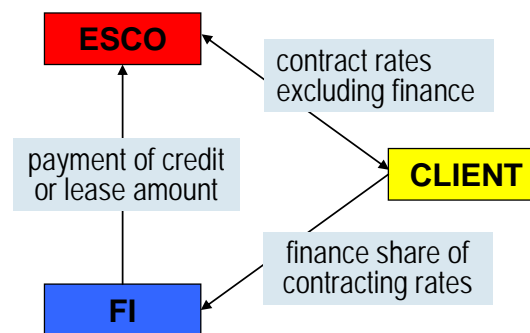 ESCO
contract rates
excluding finance
payment of credit
or lease amount
CLIENT
finance share of
contracting rates
FI